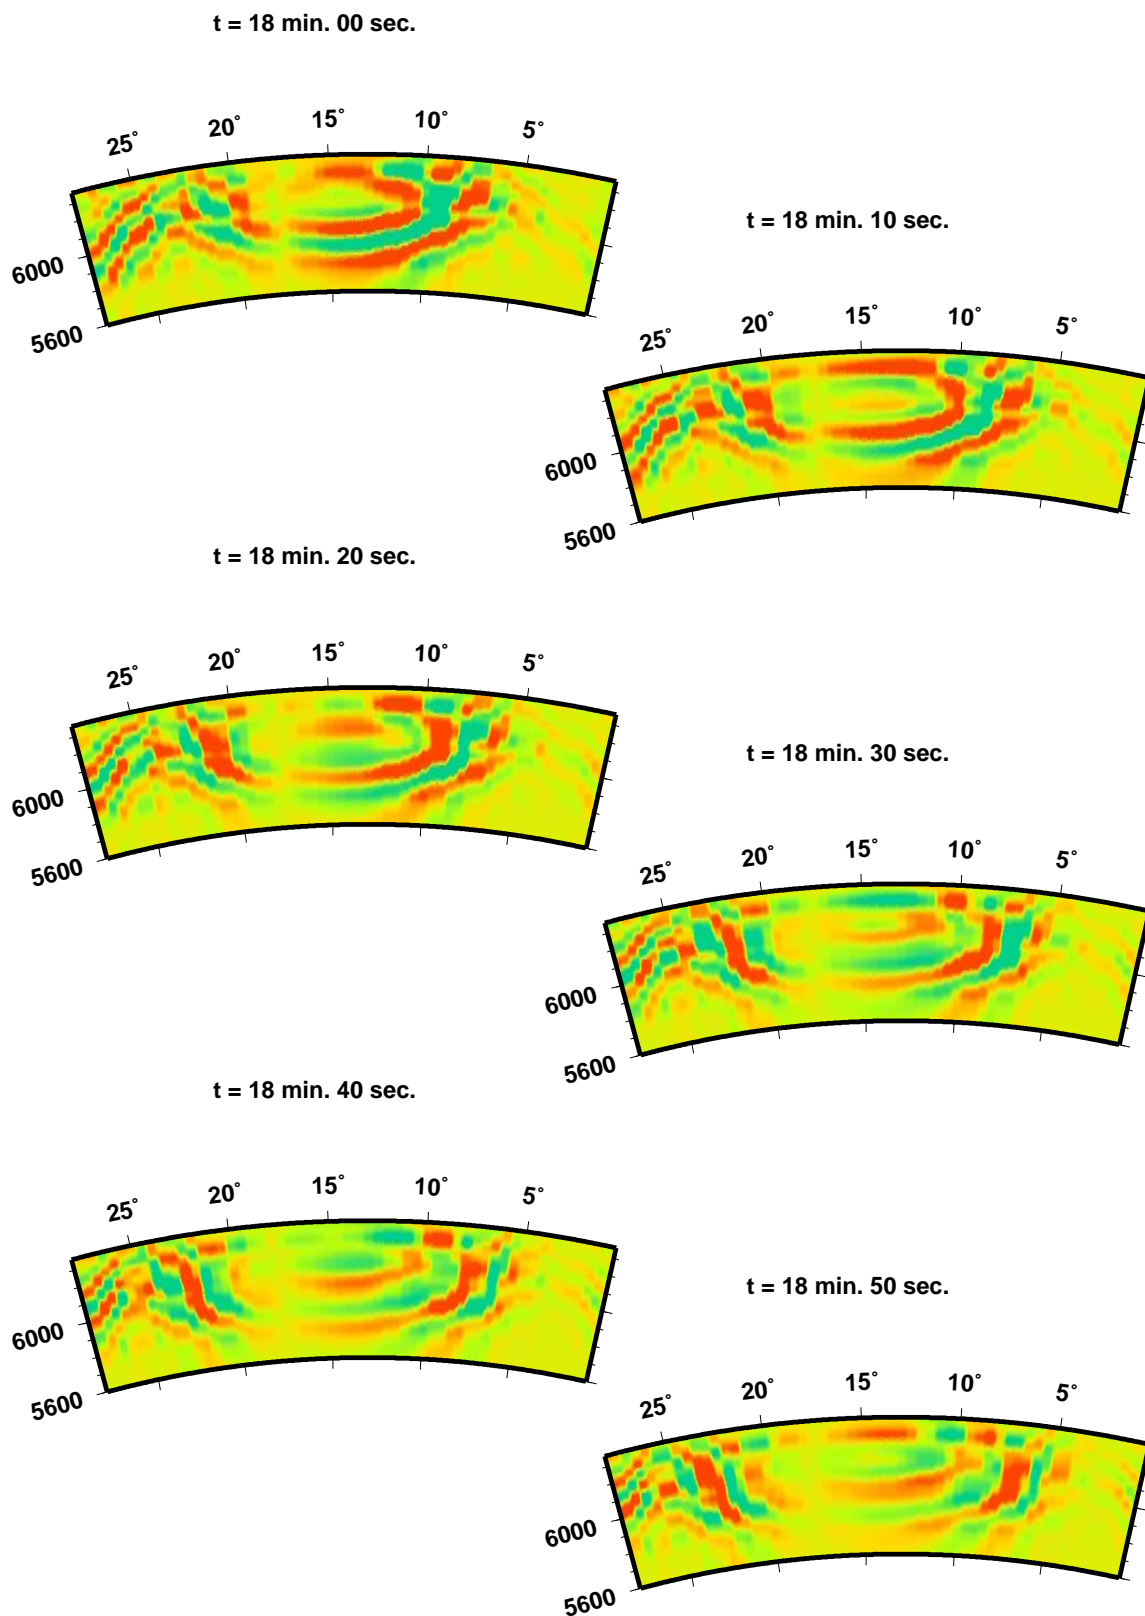 t = 18 min. 00 sec.
25° 20° 15° 10° 5°
6000
5600
t = 18 min. 10 sec.
25° 20° 15° 10° 5°
6000
5600
t = 18 min. 20 sec.
25° 20° 15° 10° 5°
6000
5600
t = 18 min. 30 sec.
25° 20° 15° 10° 5°
6000
5600
t = 18 min. 40 sec.
25° 20° 15° 10° 5°
6000
5600
t = 18 min. 50 sec.
25° 20° 15° 10° 5°
6000
5600